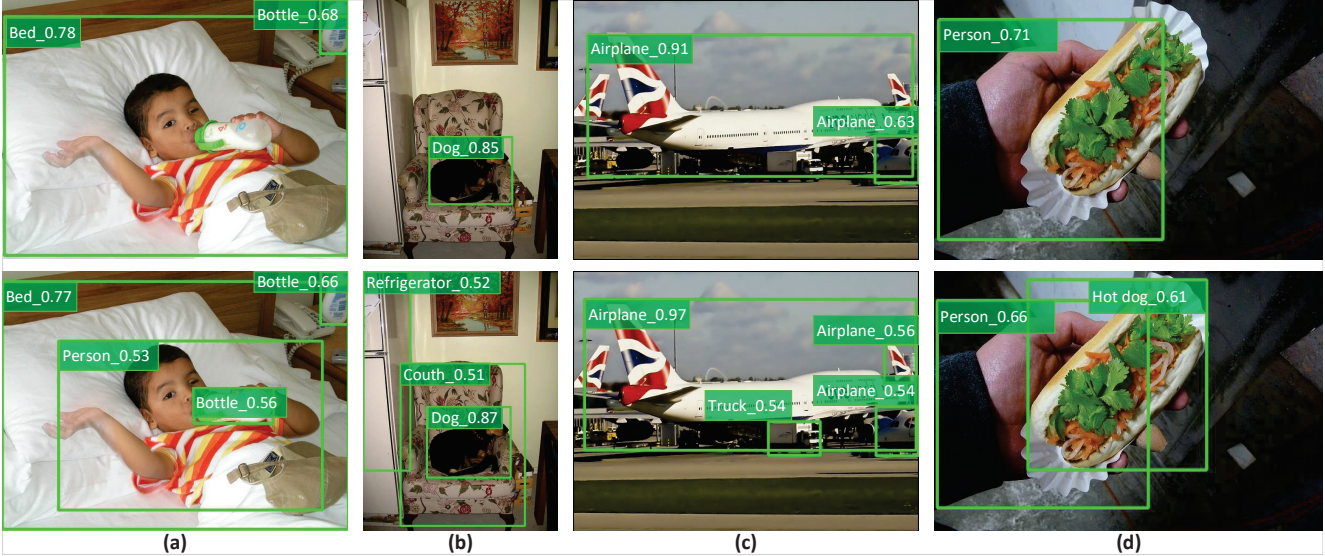 Bed_0.78
Bottle_0.68
Dog_0.85
Airplane_0.91
Airplane_0.63
Person_0.71
Bed_0.77
Bottle_0.66
Person_0.53
Bottle_0.56
Refrigerator_0.52
Couth_0.51
Dog_0.87
Airplane_0.97
Airplane_0.56
Airplane_0.54
Truck_0.54
Person_0.66
Hot dog_0.61
(a)
(b)
(c)
(d)